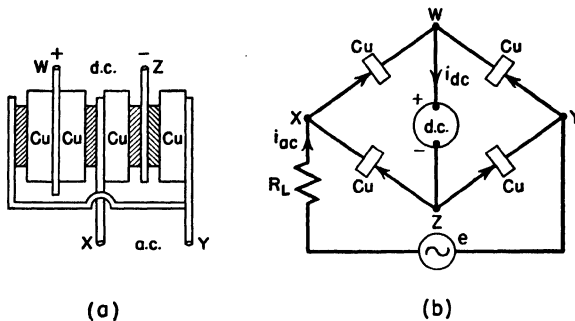 + −
W d.c. Z
Cu Cu Cu Cu
X a.c. Y
(a)
W
Cu Cu
i_dc
+
X d.c. Y
−
i_ac
Cu Cu
R_L
Z
e
(b)